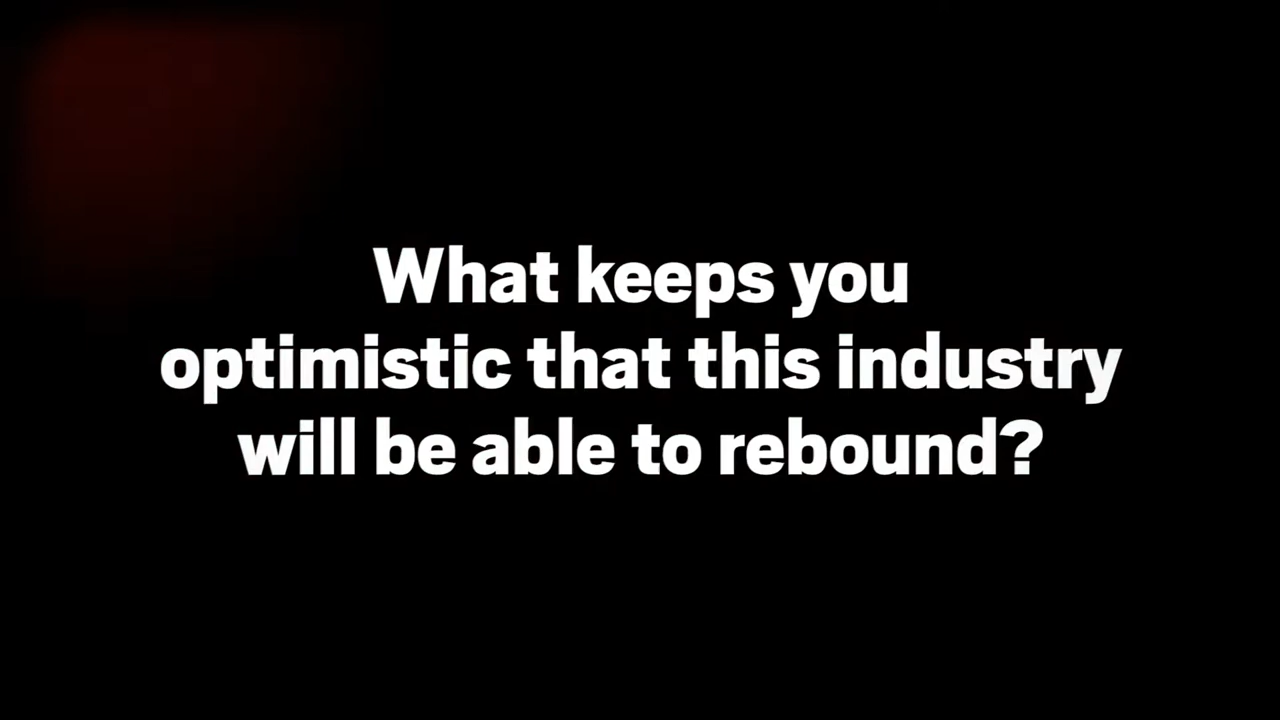 What keeps you
optimistic that this industry
will be able to rebound?